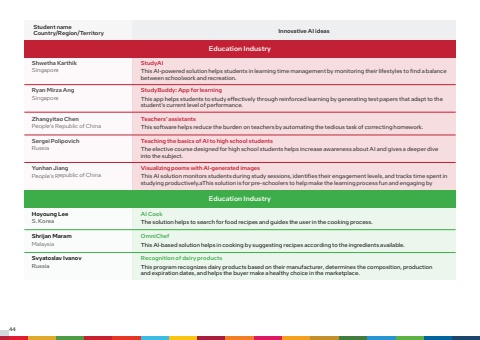 Student name
Country/Region/Territory
Innovative AI ideas
Education Industry
Shwetha Karthik
Singapore
StudyAI
This AI-powered solution helps students in learning time management by monitoring their lifestyles to find a balance
between schoolwork and recreation.
Ryan Mirza Ang
Singapore
StudyBuddy: App for learning
This app helps students to study effectively through reinforced learning by generating test papers that adapt to the
student's current level of performance.
Zhangyitao Chen
People's Republic of China
Teachers' assistants
This software helps reduce the burden on teachers by automating the tedious task of correcting homework.
Sergei Polipovich
Russia
Teaching the basics of AI to high school students
The elective course designed for high school students helps increase awareness about AI and gives a deeper dive
into the subject.
Yunhan Jiang
People's republic of China
Visualizing poems with AI-generated images
This AI solution monitors students during study sessions, identifies their engagement levels, and tracks time spent in
studying productively.aThis solution is for pre-schoolers to help make the learning process fun and engaging by
Education Industry
Hoyoung Lee
S.Korea
AI Cook
The solution helps to search for food recipes and guides the user in the cooking process.
Shrijan Maram
Malaysia
OmniChef
This AI-based solution helps in cooking by suggesting recipes according to the ingredients available.
Svyatoslav Ivanov
Russia
Recognition of dairy products
This program recognizes dairy products based on their manufacturer, determines the composition, production
and expiration dates, and helps the buyer make a healthy choice in the marketplace.
44